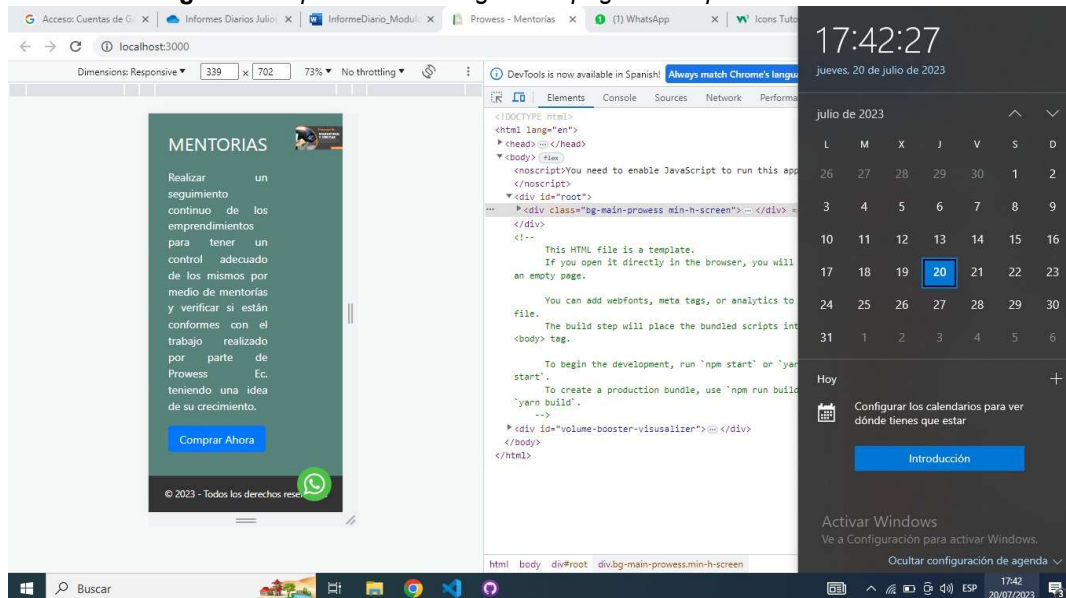 Acceso: Cuentas de G
Informes Diarios Julio
InformeDiario_Modul
Prowess - Mentorías
(1) WhatsApp
Icons Tuto
localhost:3000
Dimensions: Responsive
339 x 702
73%
No throttling
DevTools is now available in Spanish!
Always match Chrome's langua
Elements Console Sources Network Performa
<!DOCTYPE html>
<html lang="en">
<head> ⋯ </head>
<body> flex
<noscript>You need to enable JavaScript to run this app
</noscript>
<div id="root">
<div class="bg-main-prowess min-h-screen"> ⋯ </div> =
</div>
<!--
This HTML file is a template.
If you open it directly in the browser, you will
an empty page.
You can add webfonts, meta tags, or analytics to
file.
The build step will place the bundled scripts int
<body> tag.
To begin the development, run `npm start` or `yar
start`.
To create a production bundle, use `npm run build
`yarn build`.
-->
<div id="volume-booster-visusalizer"> ⋯ </div>
</body>
</html>
html body div#root div.bg-main-prowess.min-h-screen
MENTORIAS
Realizar un
seguimiento
continuo de los
emprendimientos
para tener un
control adecuado
de los mismos por
medio de mentorías
y verificar si están
conformes con el
trabajo realizado
por parte de
Prowess Ec.
teniendo una idea
de su crecimiento.
Comprar Ahora
© 2023 - Todos los derechos rese
17:42:27
jueves, 20 de julio de 2023
julio de 2023
L M X J V S D
26 27 28 29 30 1 2
3 4 5 6 7 8 9
10 11 12 13 14 15 16
17 18 19 20 21 22 23
24 25 26 27 28 29 30
31 1 2 3 4 5 6
Hoy
Configurar los calendarios para ver
dónde tienes que estar
Introducción
Activar Windows
Ve a Configuración para activar Windows.
Ocultar configuración de agenda
Buscar
ESP
17:42
20/07/2023
3